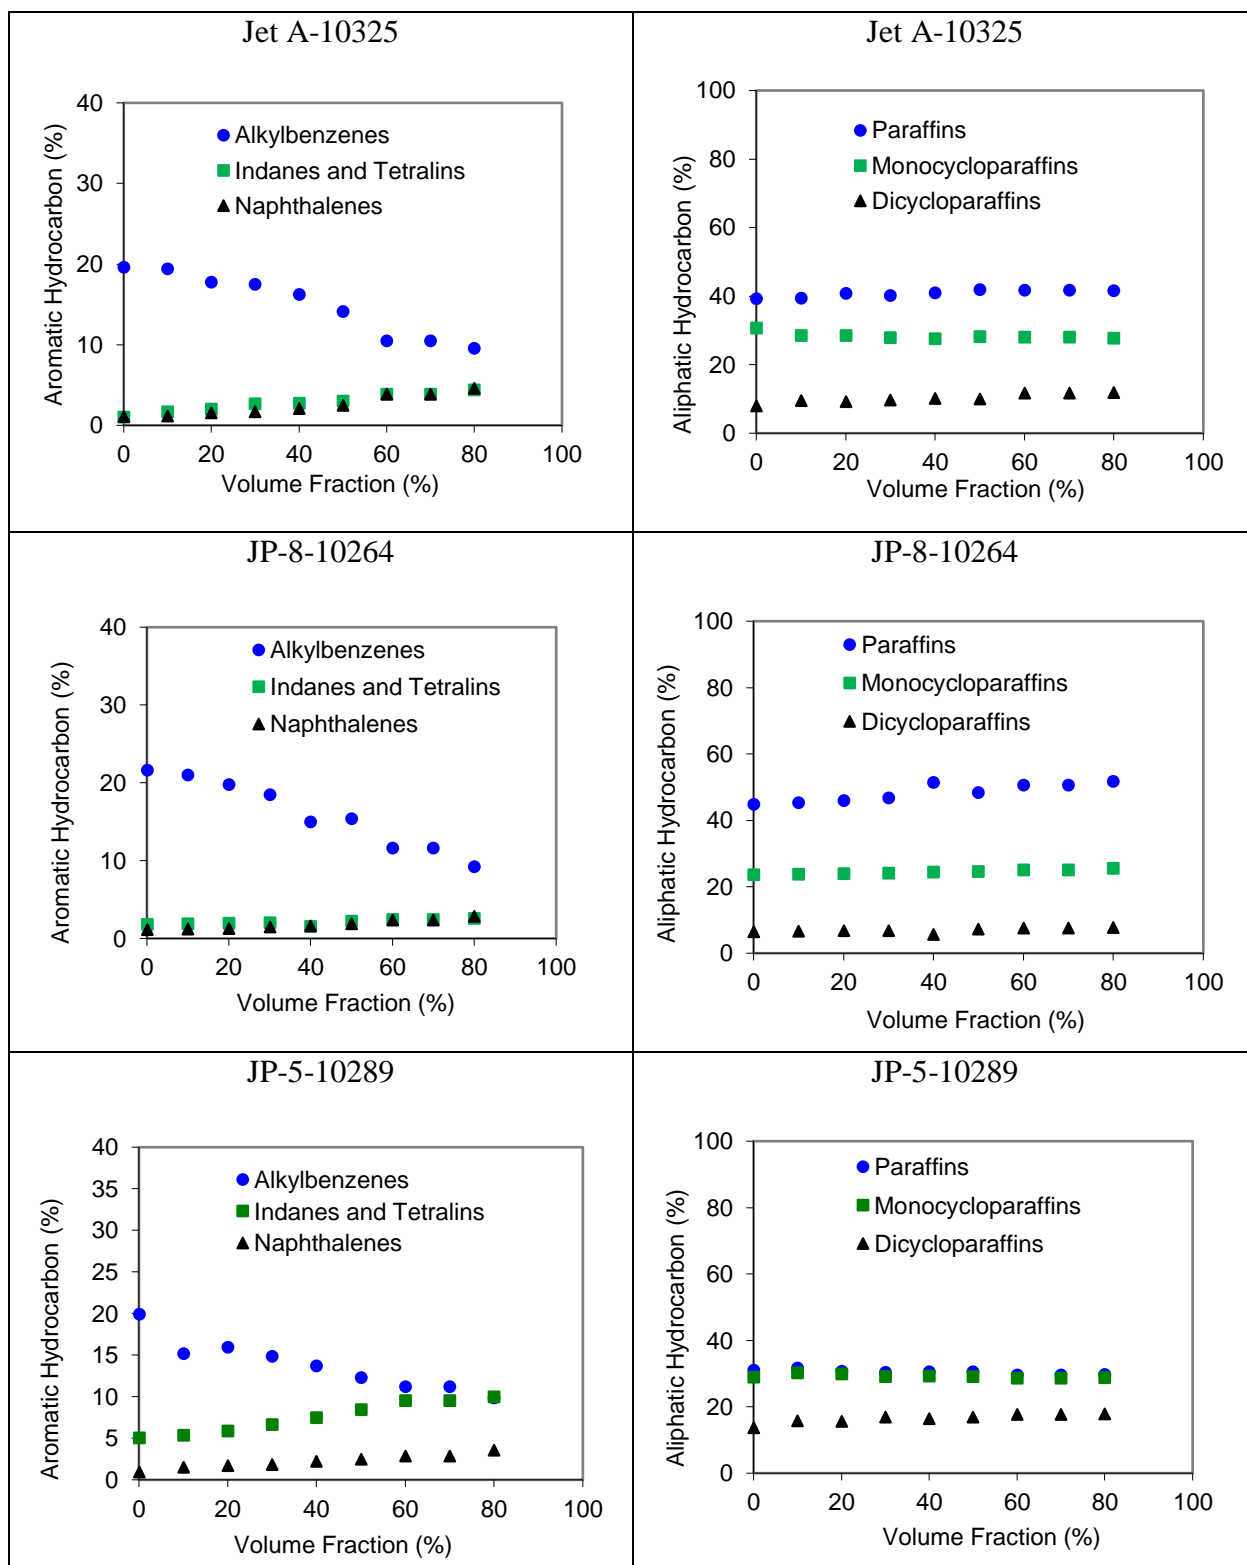 Jet A-10325
Aromatic Hydrocarbon (%)
40
30
20
10
0
Alkylbenzenes
Indanes and Tetralins
Naphthalenes
0 20 40 60 80 100
Volume Fraction (%)
Jet A-10325
Aliphatic Hydrocarbon (%)
100
80
60
40
20
0
Paraffins
Monocycloparaffins
Dicycloparaffins
0 20 40 60 80 100
Volume Fraction (%)
JP-8-10264
Aromatic Hydrocarbon (%)
40
30
20
10
0
Alkylbenzenes
Indanes and Tetralins
Naphthalenes
0 20 40 60 80 100
Volume Fraction (%)
JP-8-10264
Aliphatic Hydrocarbon (%)
100
80
60
40
20
0
Paraffins
Monocycloparaffins
Dicycloparaffins
0 20 40 60 80 100
Volume Fraction (%)
JP-5-10289
Aromatic Hydrocarbon (%)
40
35
30
25
20
15
10
5
0
Alkylbenzenes
Indanes and Tetralins
Naphthalenes
0 20 40 60 80 100
Volume Fraction (%)
JP-5-10289
Aliphatic Hydrocarbon (%)
100
80
60
40
20
0
Paraffins
Monocycloparaffins
Dicycloparaffins
0 20 40 60 80 100
Volume Fraction (%)